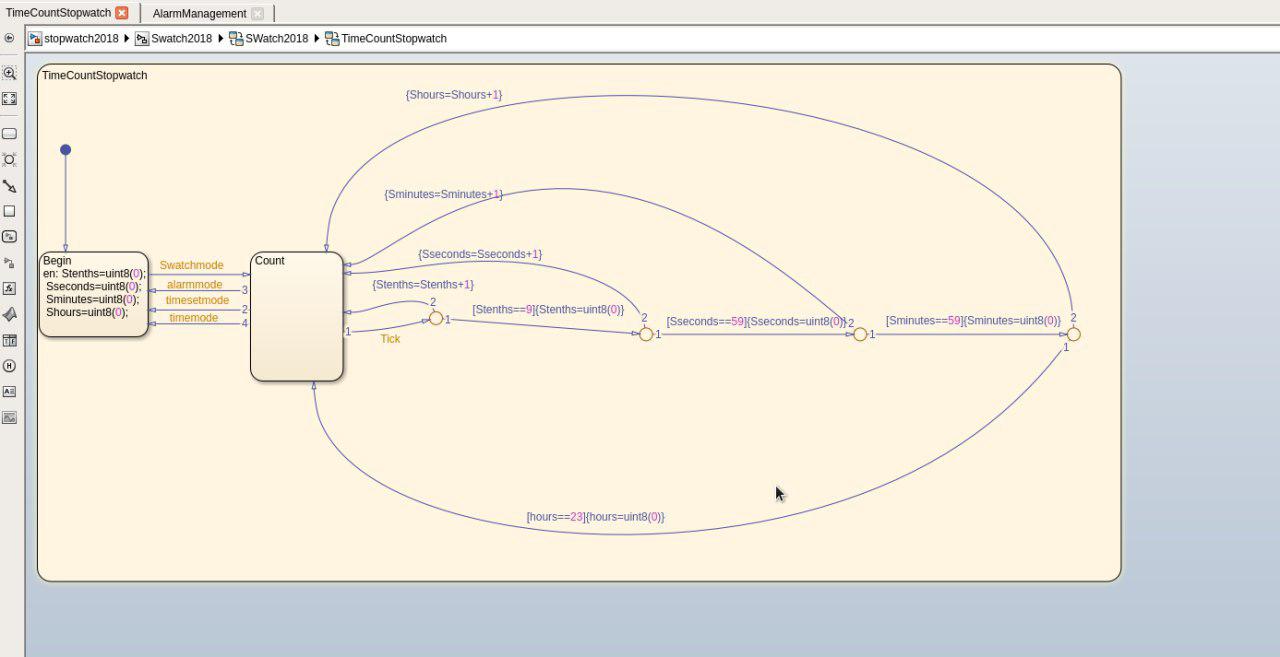 TimeCountStopwatch
AlarmManagement
stopwatch2018
Swatch2018
SWatch2018
TimeCountStopwatch
TimeCountStopwatch
{Shours=Shours+1}
{Sminutes=Sminutes+1}
{Sseconds=Sseconds+1}
{Stenths=Stenths+1}
Begin
en: Stenths=uint8(0);
Sseconds=uint8(0);
Sminutes=uint8(0);
Shours=uint8(0);
Swatchmode
alarmmode
3
timesetmode
2
timemode
4
Count
1
Tick
2
1
[Stenths==9]{Stenths=uint8(0)}
2
1
[Sseconds==59]{Sseconds=uint8(0)}
2
1
[Sminutes==59]{Sminutes=uint8(0)}
2
1
[hours==23]{hours=uint8(0)}